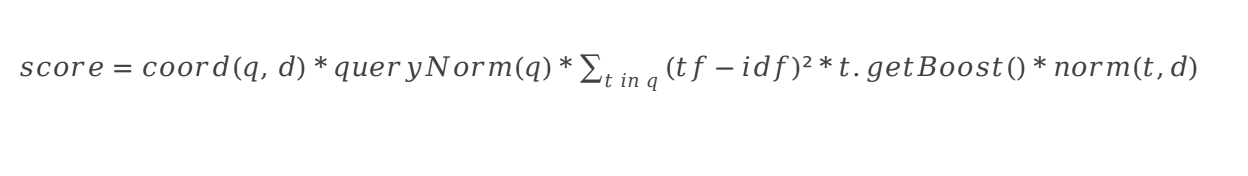 score = coord(q, d) * queryNorm(q) * ∑ t in q (tf − idf)² * t. getBoost() * norm(t, d)